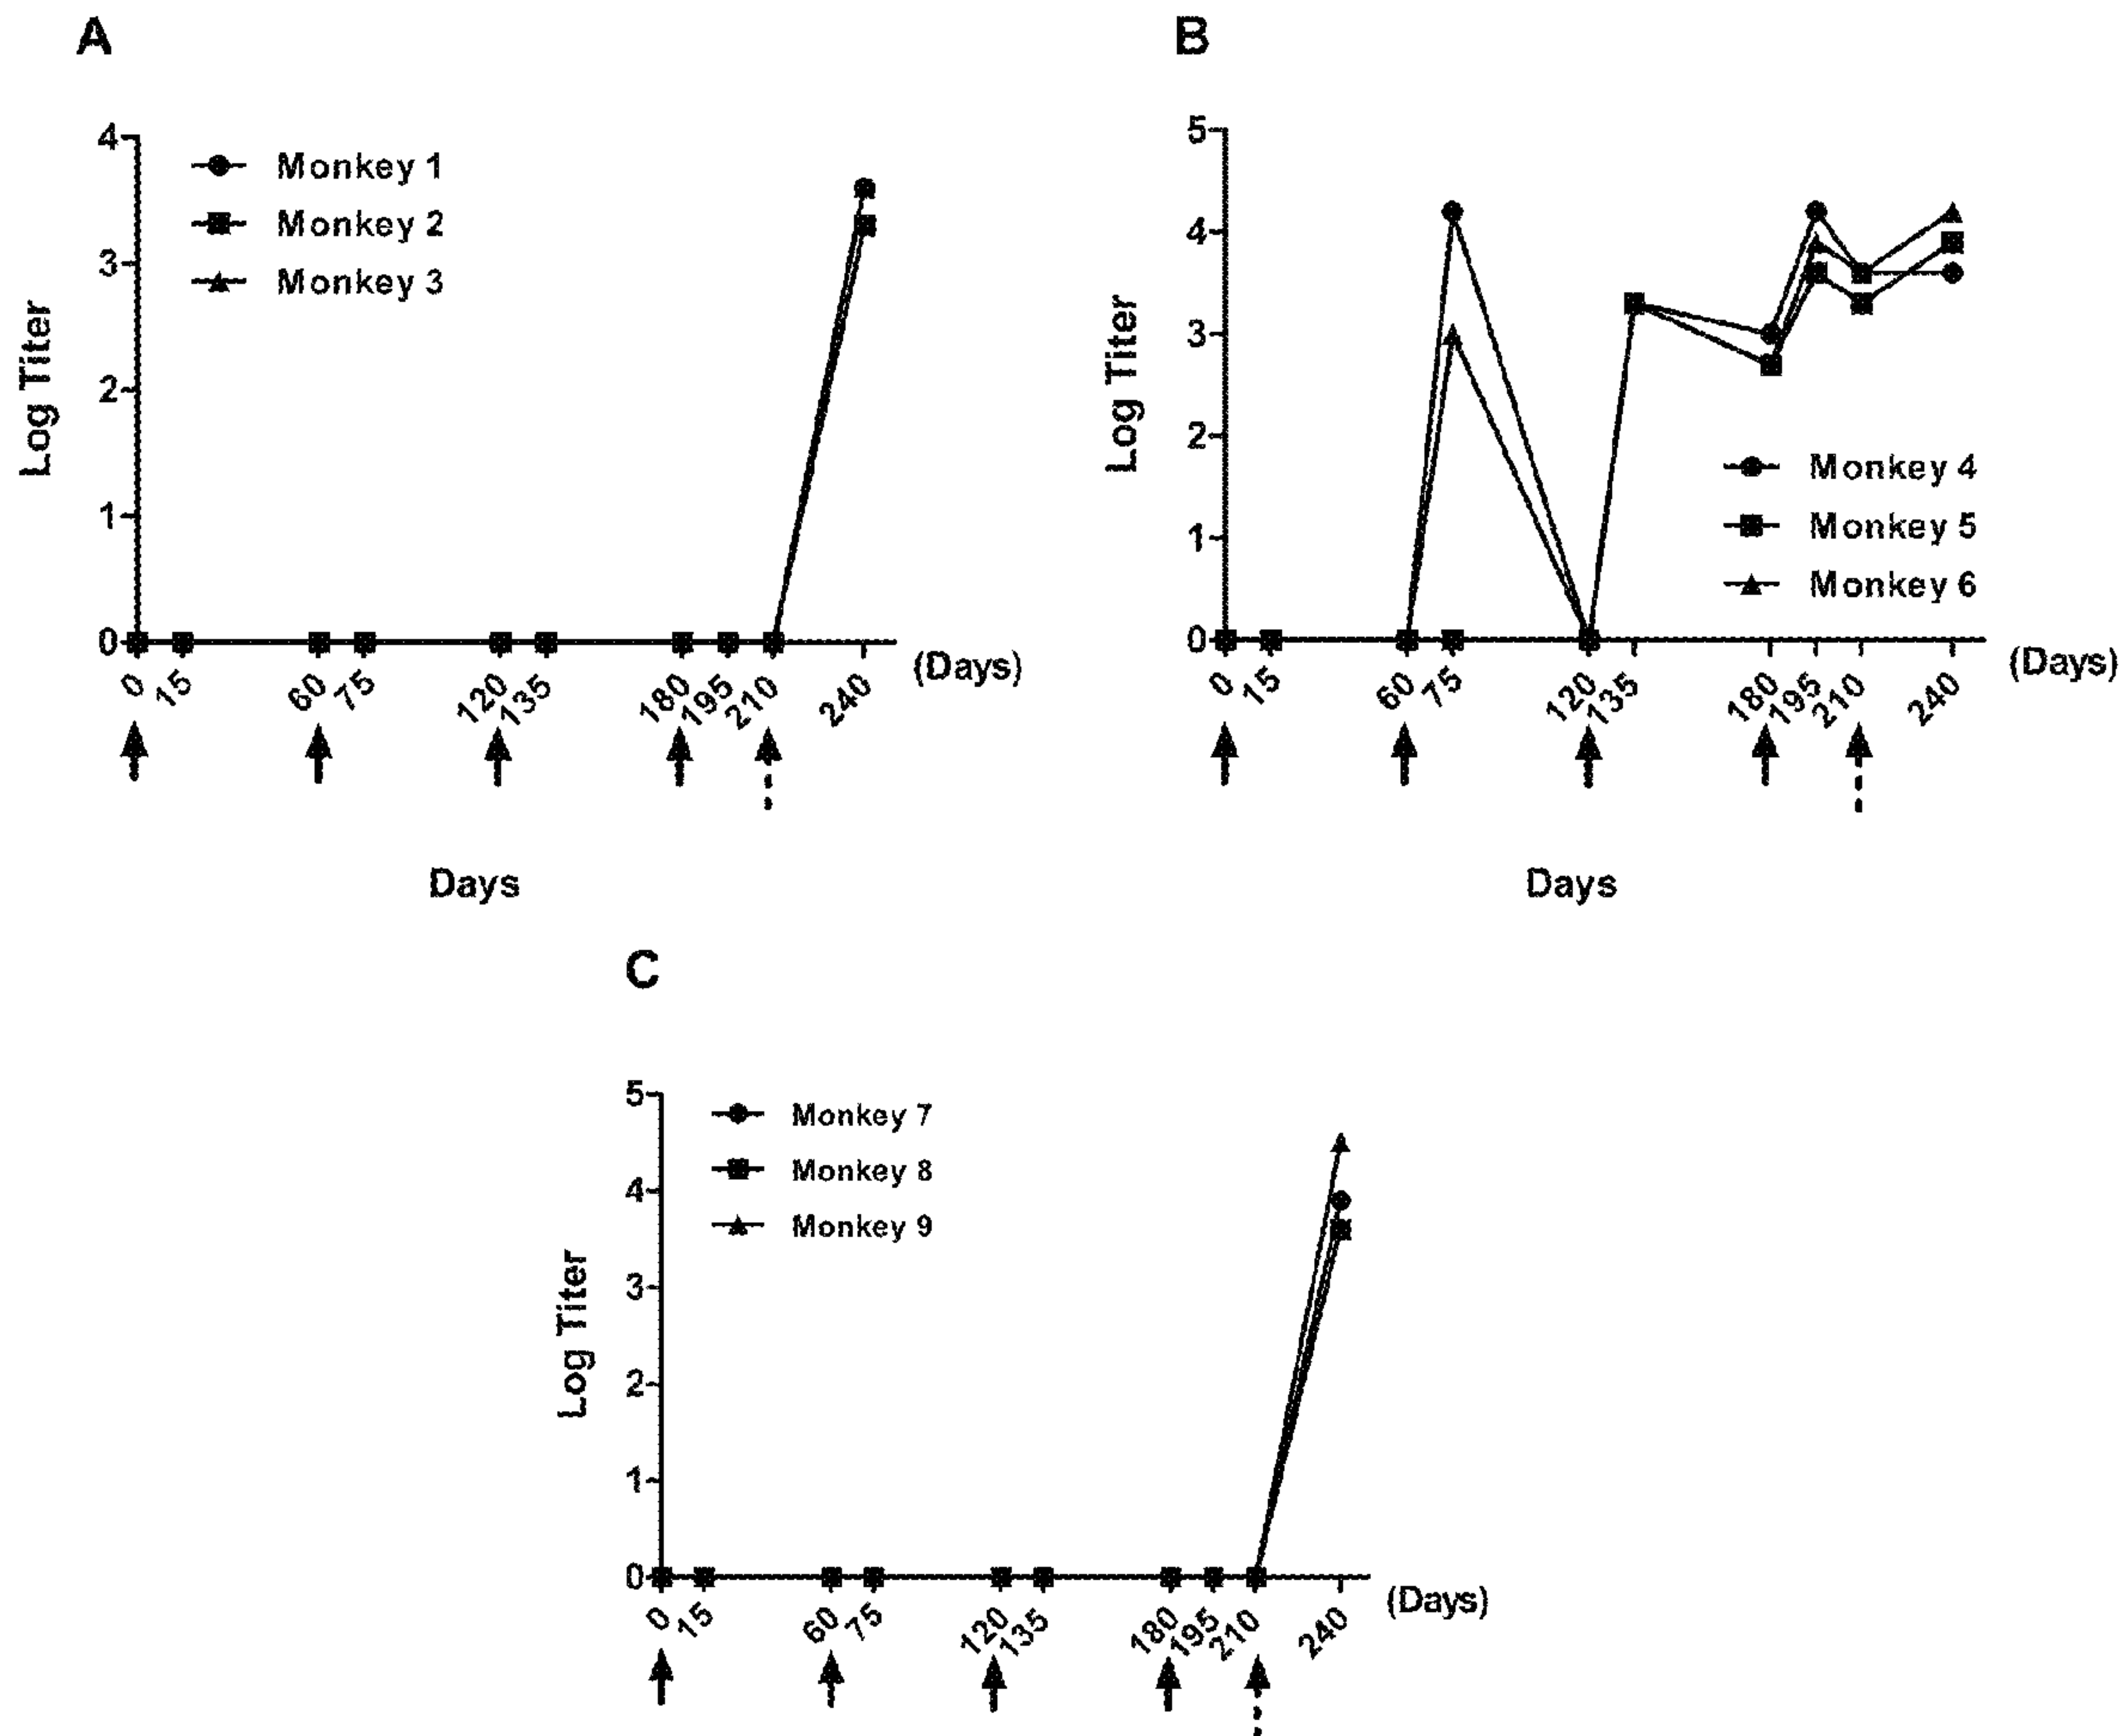 A
4
3
2
1
0
Log Titer
Monkey 1
Monkey 2
Monkey 3
0 15 60 75 120 135 180 195 210 240
(Days)
Days
B
5
4
3
2
1
0
Log Titer
Monkey 4
Monkey 5
Monkey 6
0 15 60 75 120 135 180 195 210 240
(Days)
Days
C
5
4
3
2
1
0
Log Titer
Monkey 7
Monkey 8
Monkey 9
0 15 60 75 120 135 180 195 210 240
(Days)